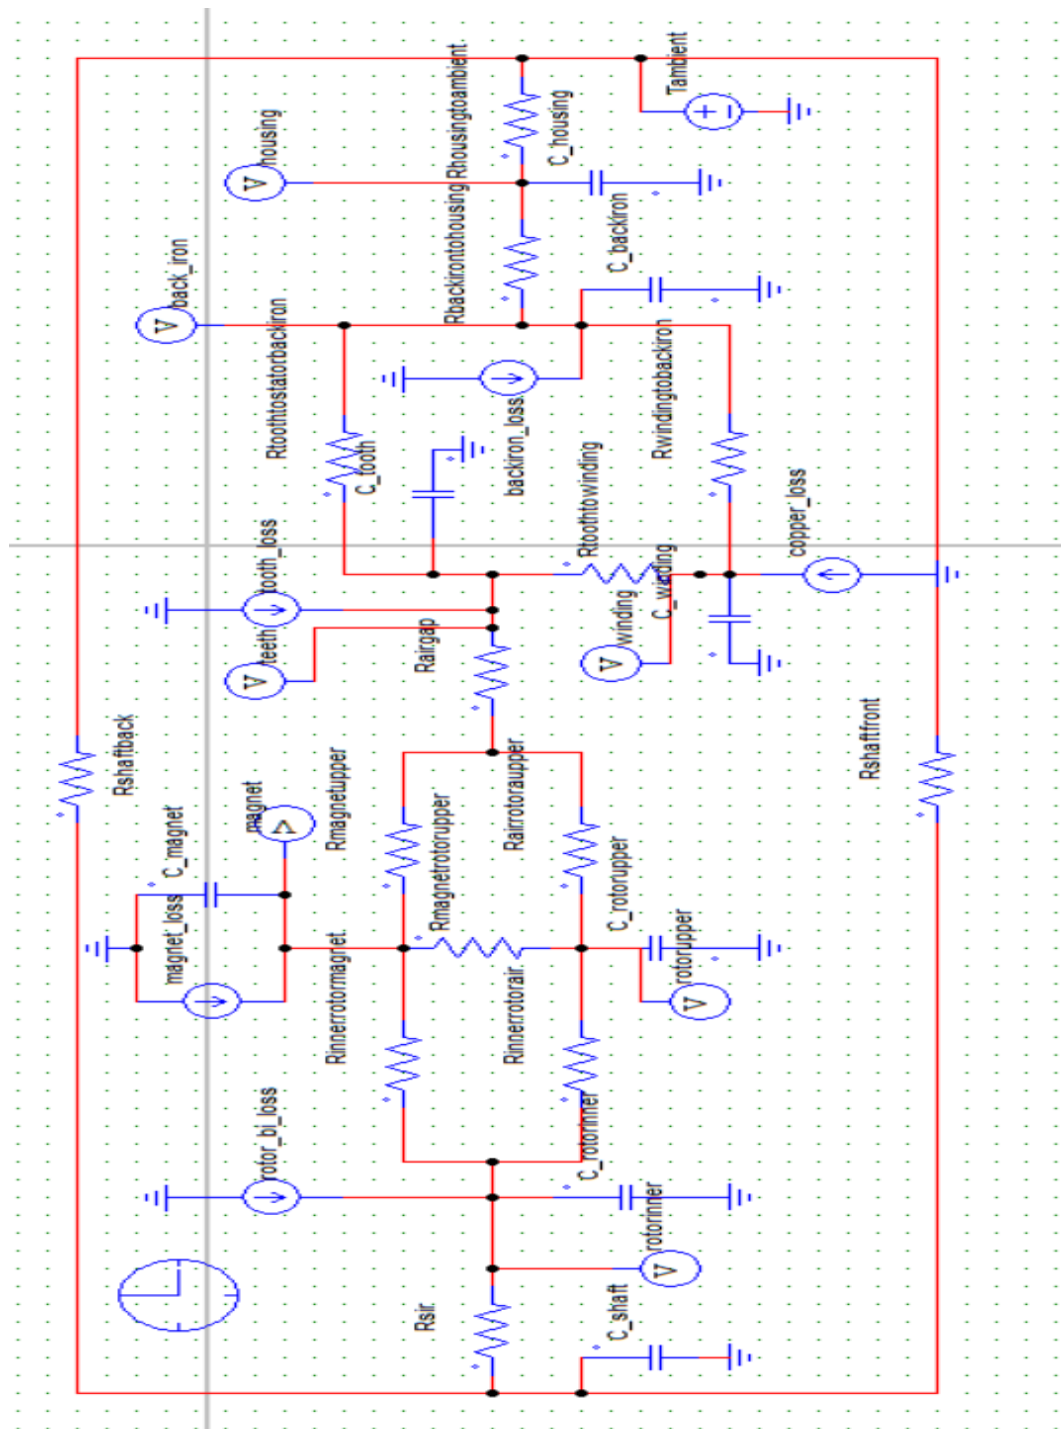 Tambient
C_housing
Rhousingtoambient
housing
C_backiron
Rbackirontohousing
back_iron
Rtoothtostatorbackiron
Rwindingtobackiron
backiron_loss
C_tooth
Rtoothtowinding
copper_loss
tooth_loss
C_winding
winding
teeth
Rairgap
Rshaftback
Rshaftfront
Rmagnetupper
Rairrotoraupper
magnet
C_magnet
Rmagnetrotorupper
C_rotorupper
magnet_loss
rotorupper
Rinnerrotormagnet.
Rinnerrotorair.
rotor_bi_loss
C_rotorinner
rotorinner
Rsir.
C_shaft
V
V
V
V
V
V
V